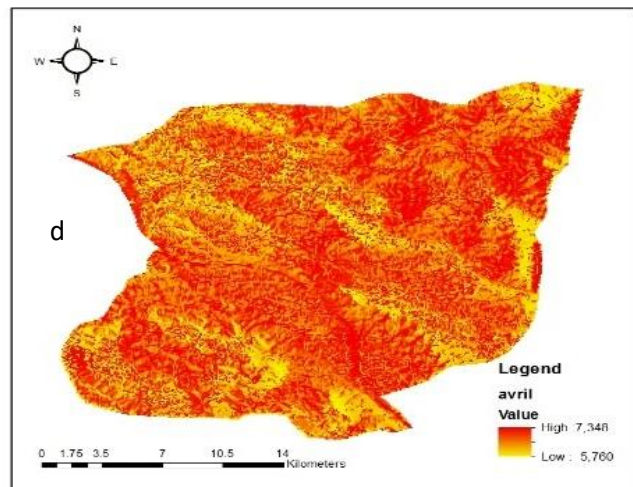 N
W E
S
d
Legend
avril
Value
High 7,348
Low : 5,760
0 1.75 3.5 7 10.5 14
Kilometers